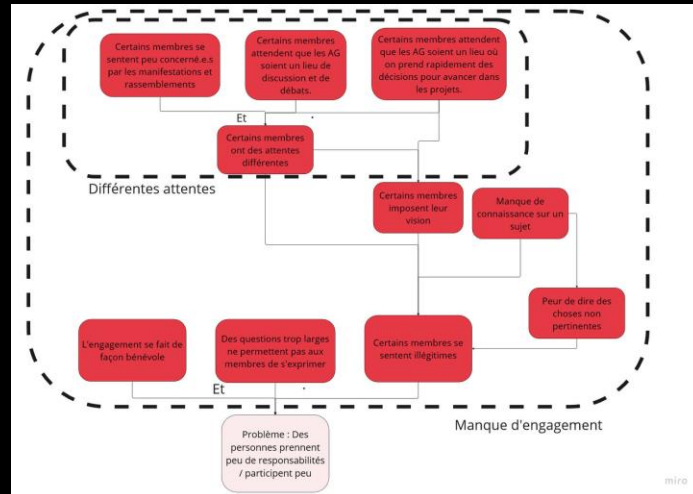 Certains membres se
sentent peu concerné.e.s
par les manifestations et
rassemblements
Certains membres
attendent que les AG
soient un lieu de
discussion et de
débats.
Certains membres attendent
que les AG soient un lieu où
on prend rapidement des
décisions pour avancer dans
les projets.
Et
Certains membres
ont des attentes
différentes
Différentes attentes
Certains membres
imposent leur
vision
Manque de
connaissance sur un
sujet
Peur de dire des
choses non
pertinentes
L'engagement se fait de
façon bénévole
Des questions trop larges
ne permettent pas aux
membres de s'exprimer
Certains membres se
sentent illégitimes
Et
Manque d'engagement
Problème : Des
personnes prennent
peu de responsabilités
/ participent peu
miro